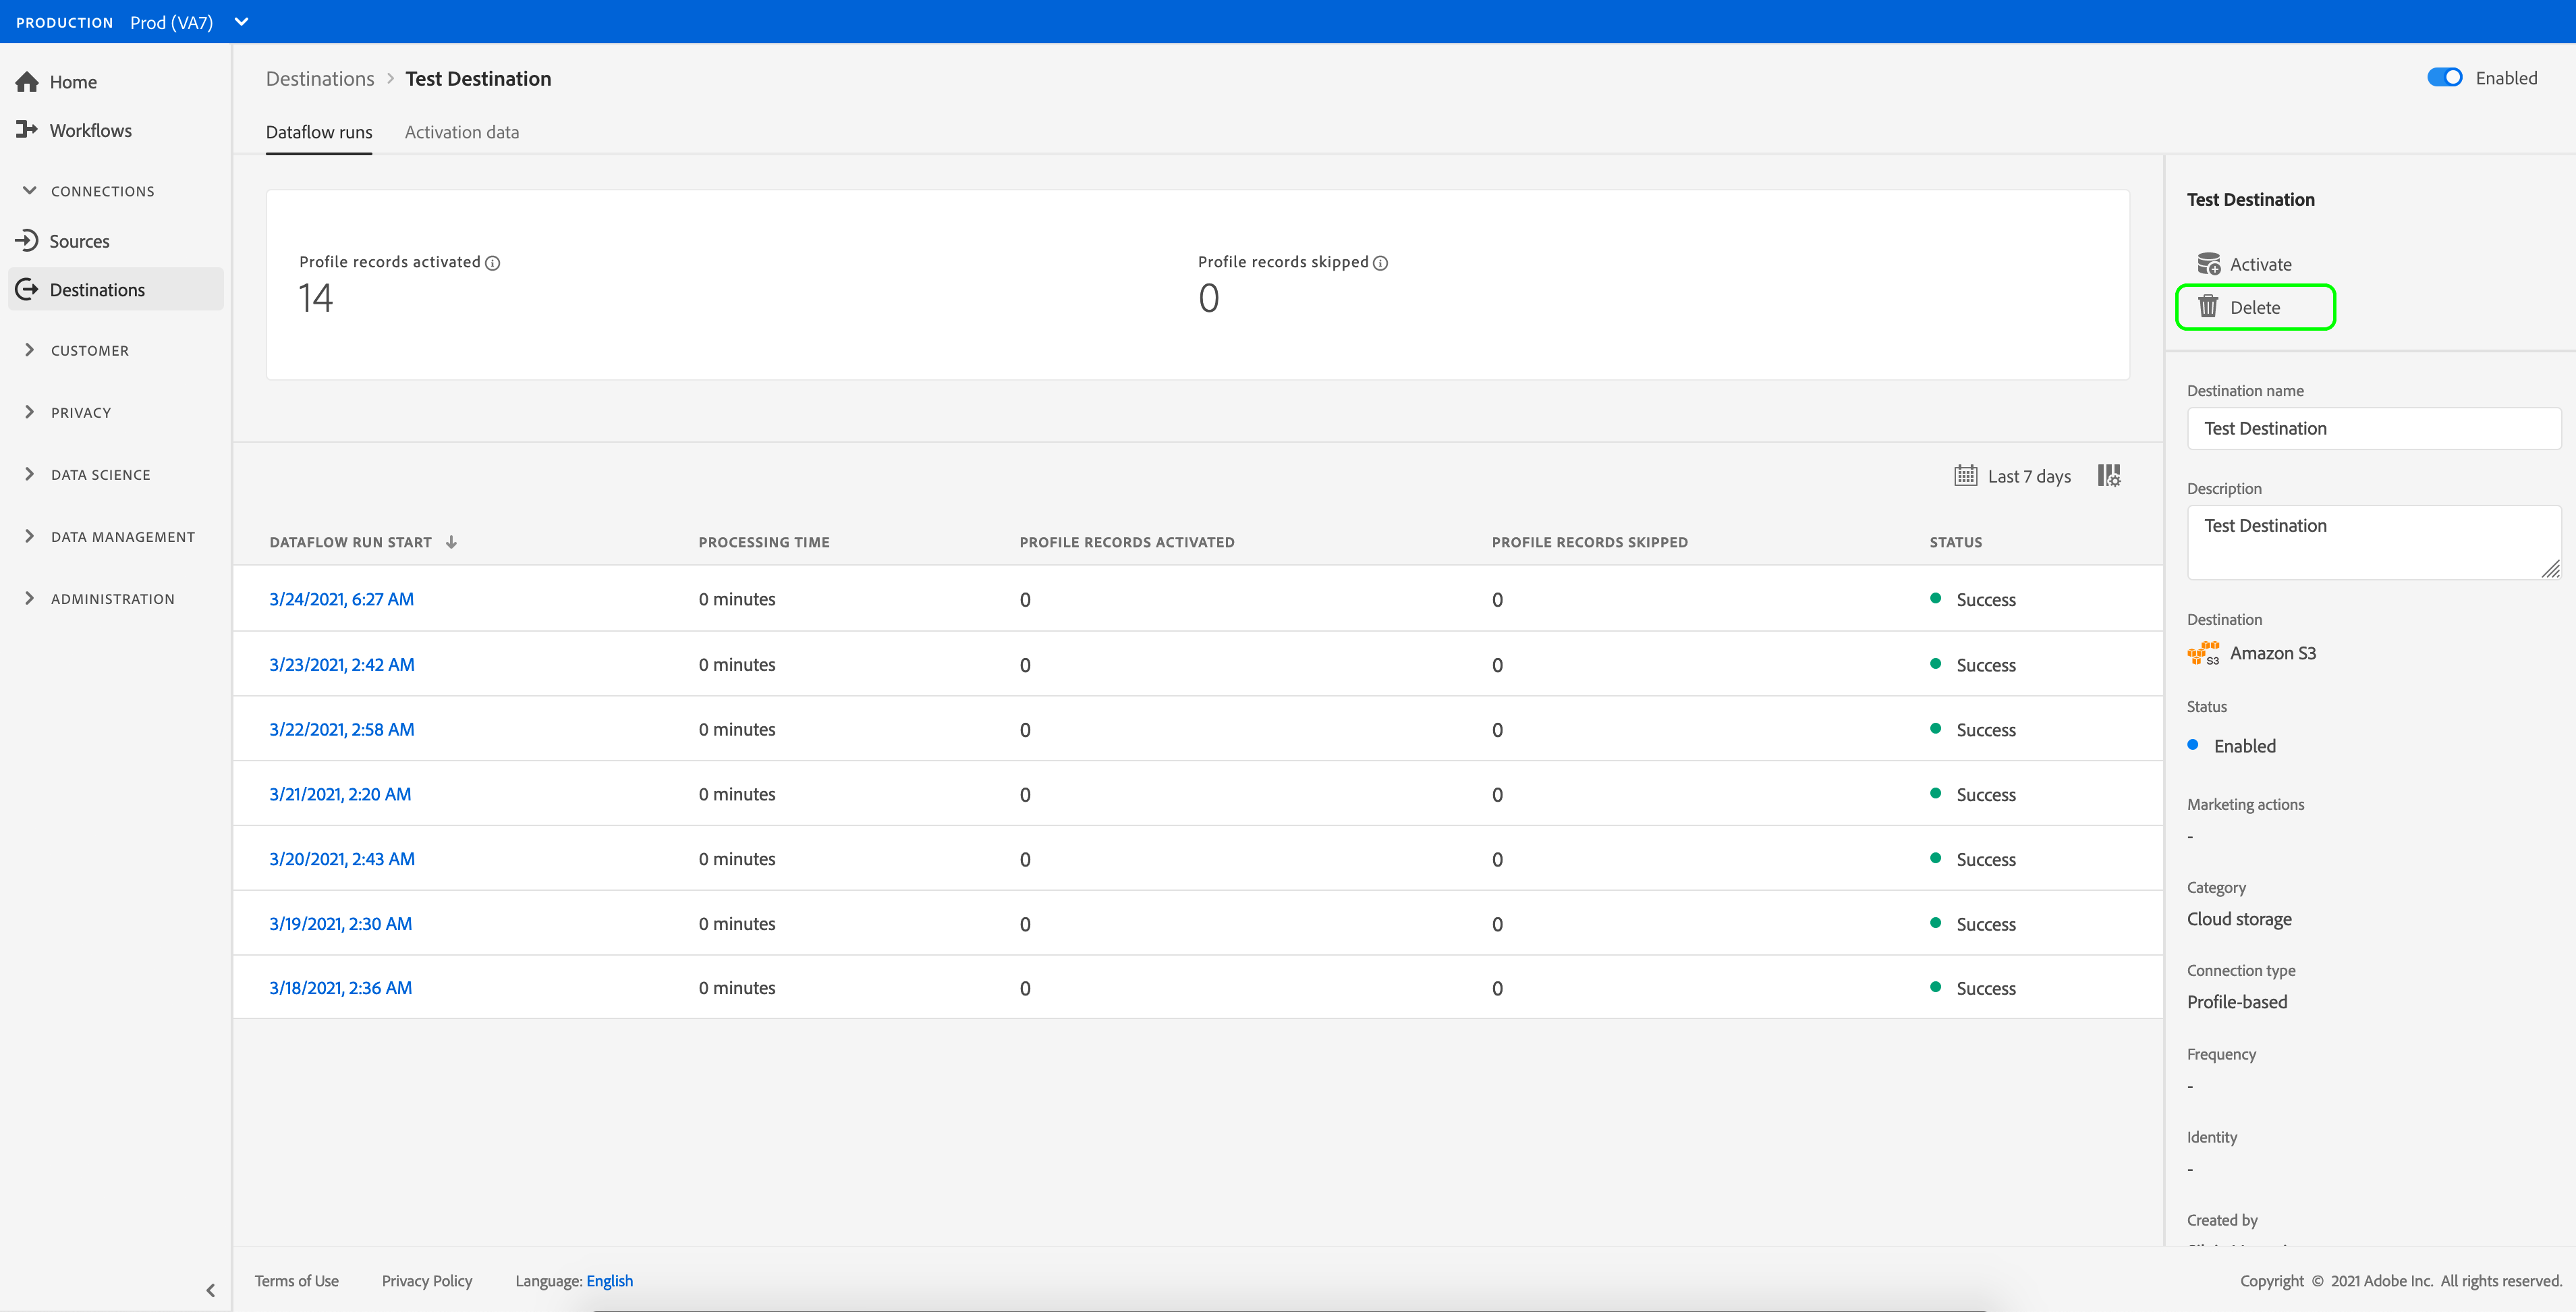 PRODUCTION Prod (VA7)
Home
Workflows
CONNECTIONS
Sources
Destinations
CUSTOMER
PRIVACY
DATA SCIENCE
DATA MANAGEMENT
ADMINISTRATION
Destinations > Test Destination
Enabled
Dataflow runs Activation data
Profile records activated
14
Profile records skipped
0
Last 7 days
DATAFLOW RUN START PROCESSING TIME PROFILE RECORDS ACTIVATED PROFILE RECORDS SKIPPED STATUS
3/24/2021, 6:27 AM 0 minutes 0 0 Success
3/23/2021, 2:42 AM 0 minutes 0 0 Success
3/22/2021, 2:58 AM 0 minutes 0 0 Success
3/21/2021, 2:20 AM 0 minutes 0 0 Success
3/20/2021, 2:43 AM 0 minutes 0 0 Success
3/19/2021, 2:30 AM 0 minutes 0 0 Success
3/18/2021, 2:36 AM 0 minutes 0 0 Success
Test Destination
Activate
Delete
Destination name
Test Destination
Description
Test Destination
Destination
S3 Amazon S3
Status
Enabled
Marketing actions
-
Category
Cloud storage
Connection type
Profile-based
Frequency
-
Identity
-
Created by
Terms of Use Privacy Policy Language: English
Copyright © 2021 Adobe Inc. All rights reserved.